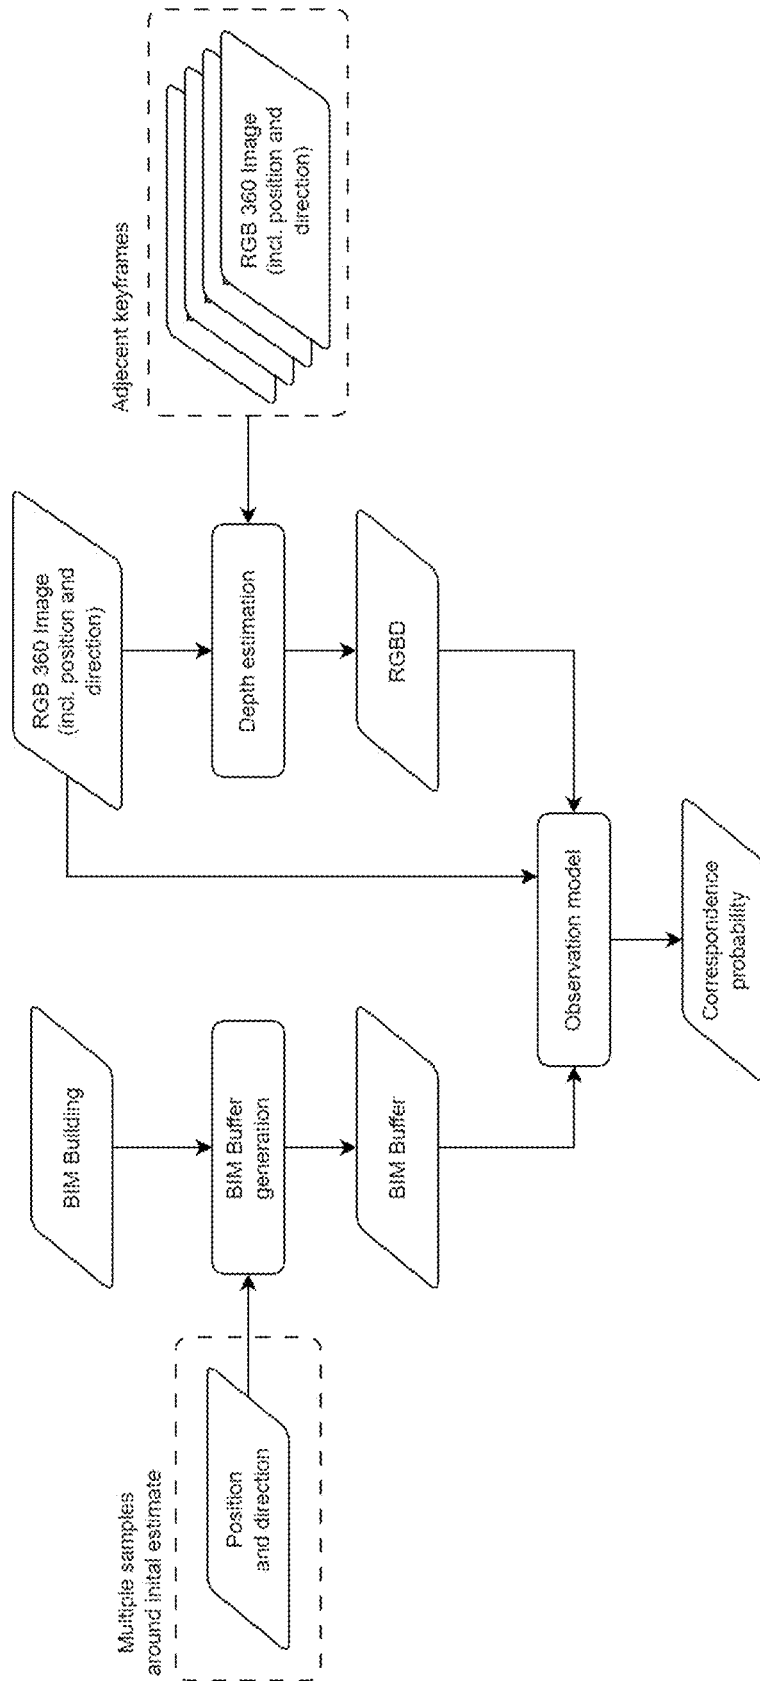 Multiple samples
around inital estimate
Position
and direction
BIM Building
BIM Buffer
generation
BIM Buffer
RGB 360 Image
(incl. position and
direction)
Depth estimation
RGBD
Adjecent keyframes
RGB 360 Image
(incl. position and
direction)
Observation model
Correspondence
probability